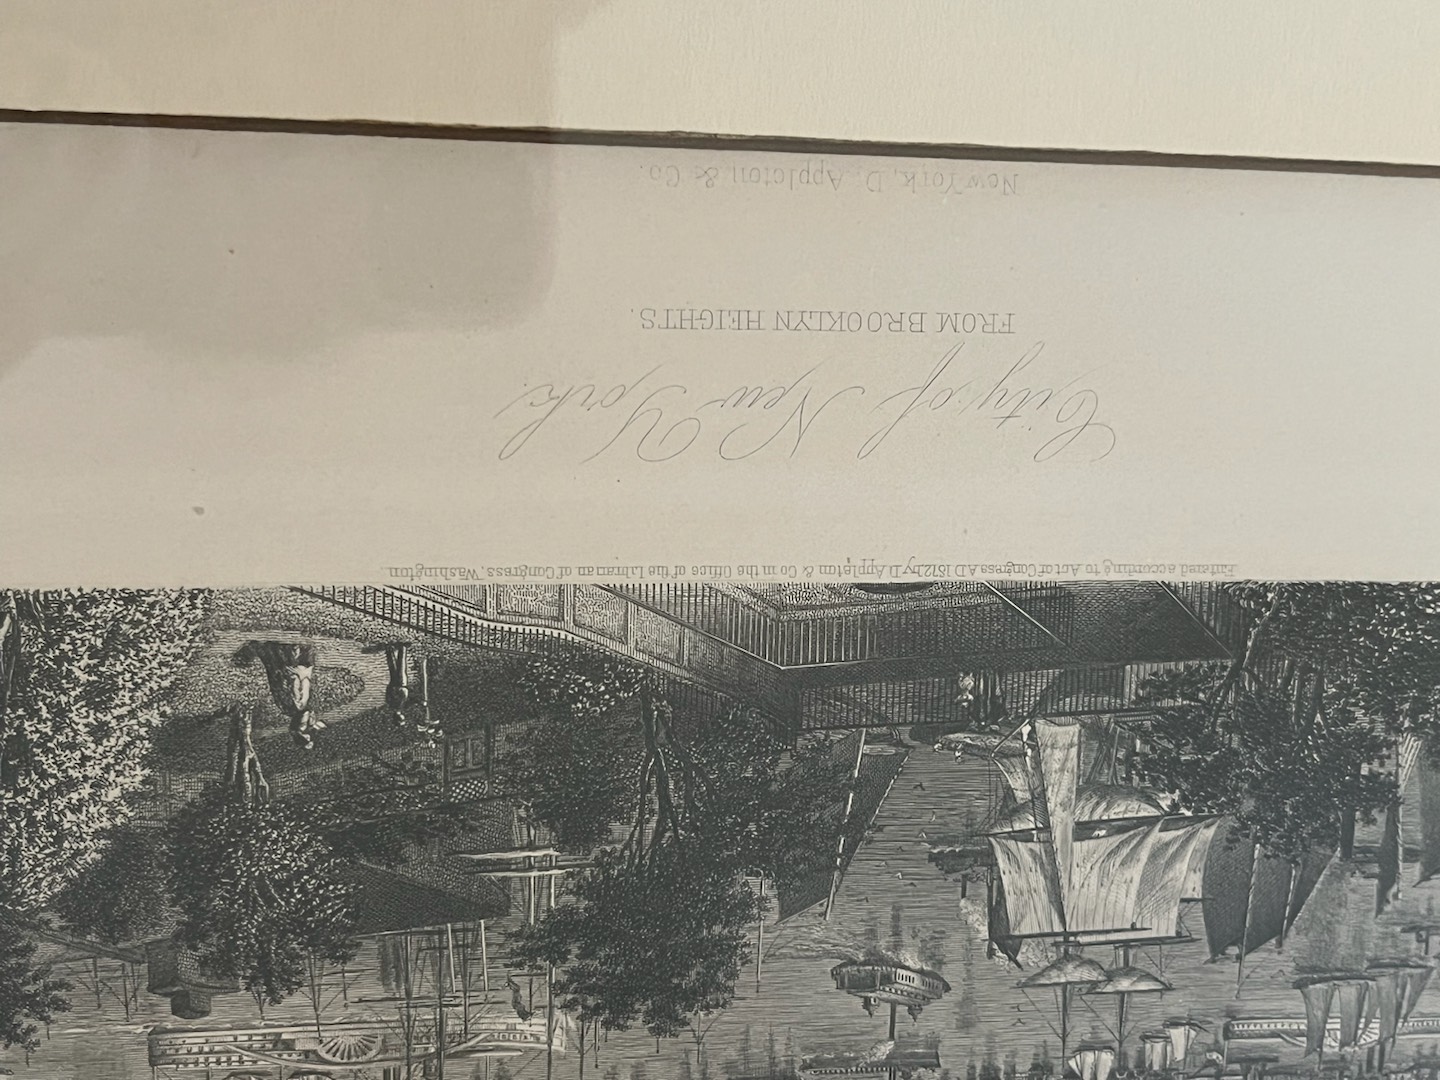 Entered according to Act of Congress A.D. 1872, by D. Appleton & Co in the Office of the Librarian of Congress, Washington.
City of New York
FROM BROOKLYN HEIGHTS.
New York, D. Appleton & Co.